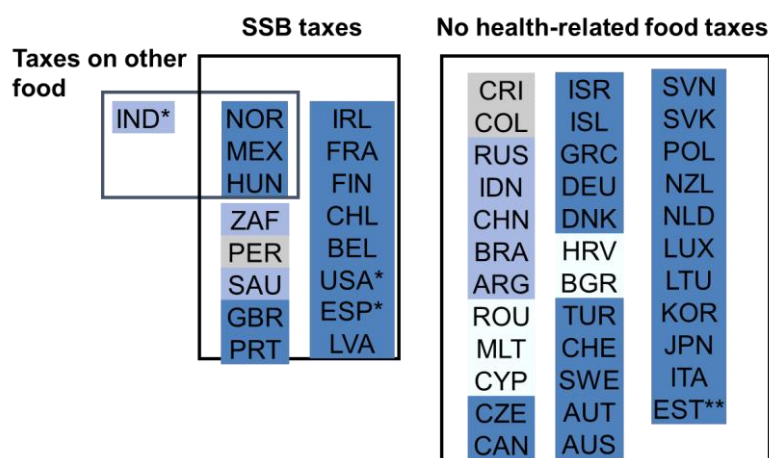 SSB taxes
No health-related food taxes
Taxes on other
food
IND*
NOR
MEX
HUN
ZAF
PER
SAU
GBR
PRT
IRL
FRA
FIN
CHL
BEL
USA*
ESP*
LVA
CRI
COL
RUS
IDN
CHN
BRA
ARG
ROU
MLT
CYP
CZE
CAN
ISR
ISL
GRC
DEU
DNK
HRV
BGR
TUR
CHE
SWE
AUT
AUS
SVN
SVK
POL
NZL
NLD
LUX
LTU
KOR
JPN
ITA
EST**